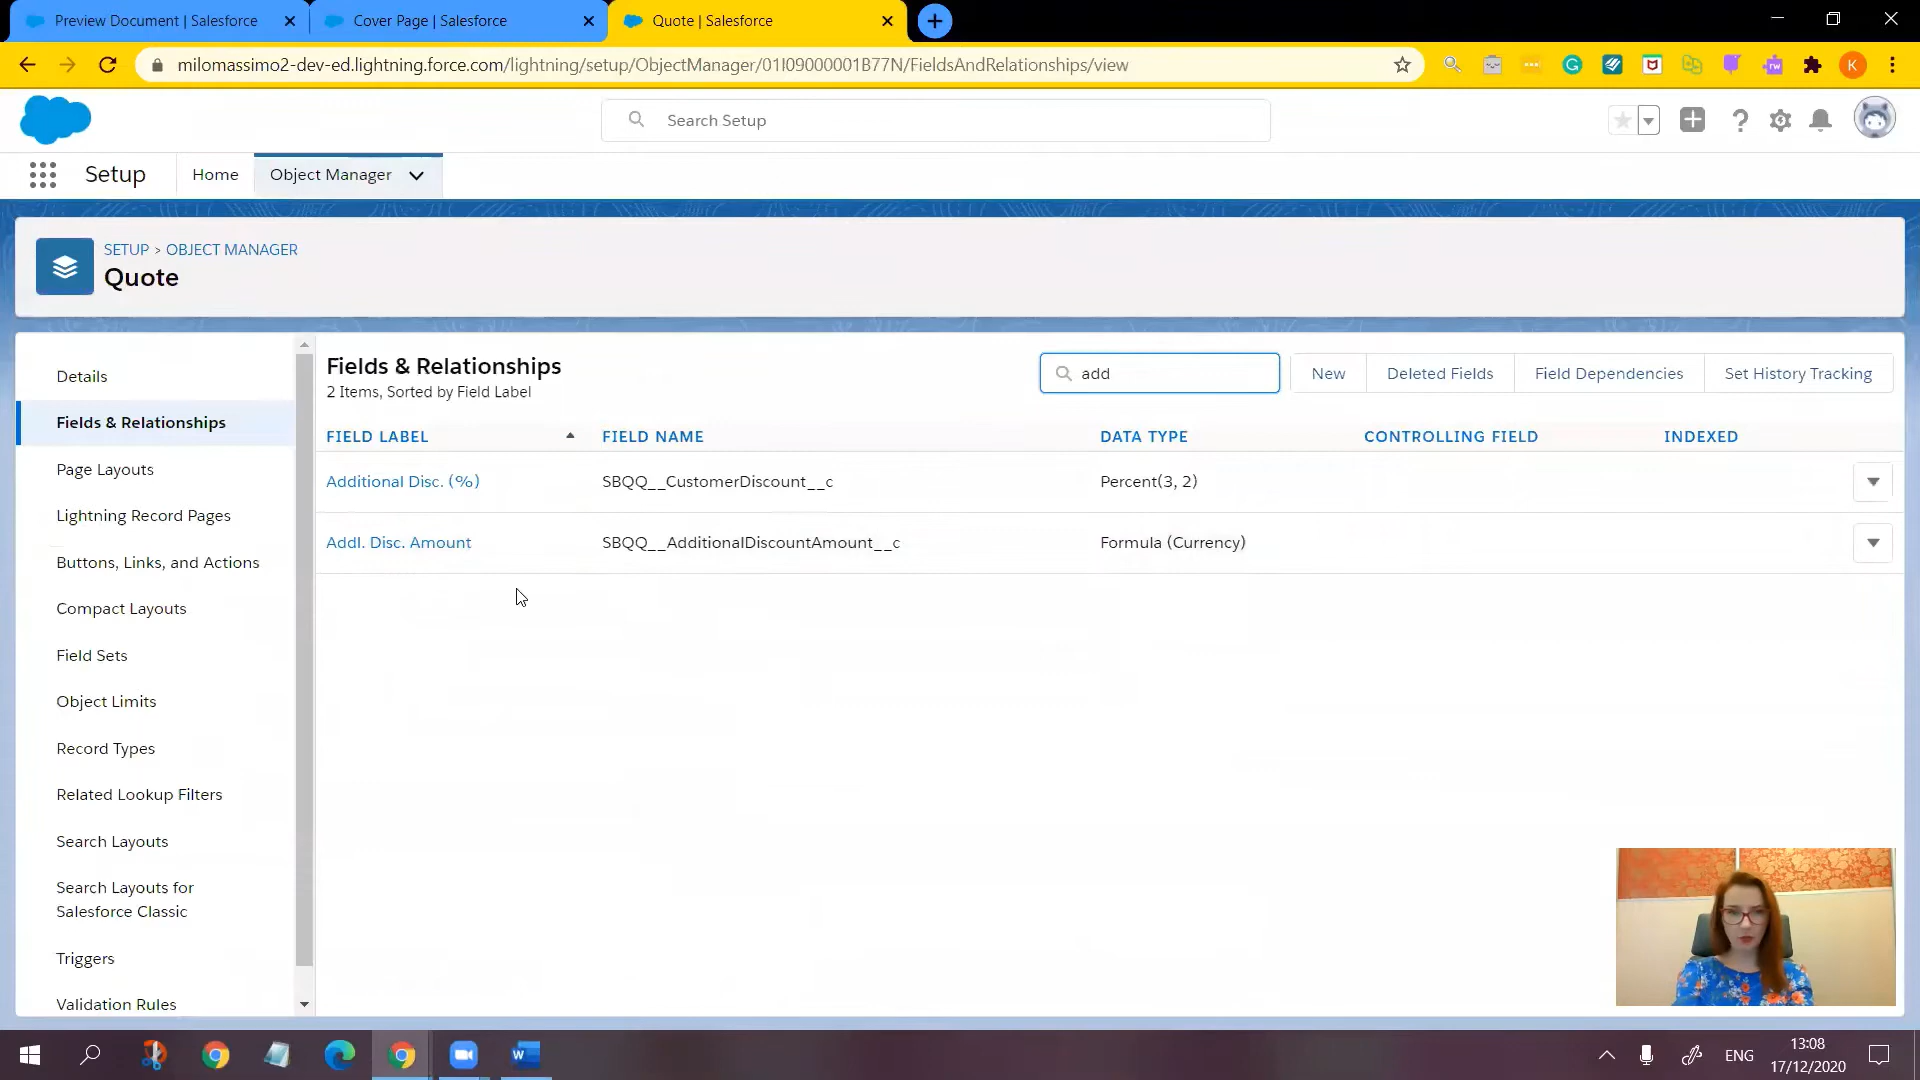 Preview Document | Salesforce
Cover Page | Salesforce
Quote | Salesforce
milomassimo2-dev-ed.lightning.force.com/lightning/setup/ObjectManager/01I09000001B77N/FieldsAndRelationships/view
K
Search Setup
Setup
Home
Object Manager
SETUP > OBJECT MANAGER
Quote
Details
Fields & Relationships
Page Layouts
Lightning Record Pages
Buttons, Links, and Actions
Compact Layouts
Field Sets
Object Limits
Record Types
Related Lookup Filters
Search Layouts
Search Layouts for
Salesforce Classic
Triggers
Validation Rules
Fields & Relationships
2 Items, Sorted by Field Label
add
New
Deleted Fields
Field Dependencies
Set History Tracking
FIELD LABEL FIELD NAME DATA TYPE CONTROLLING FIELD INDEXED
Additional Disc. (%) SBQQ__CustomerDiscount__c Percent(3, 2)
Addl. Disc. Amount SBQQ__AdditionalDiscountAmount__c Formula (Currency)
ENG
13:08
17/12/2020